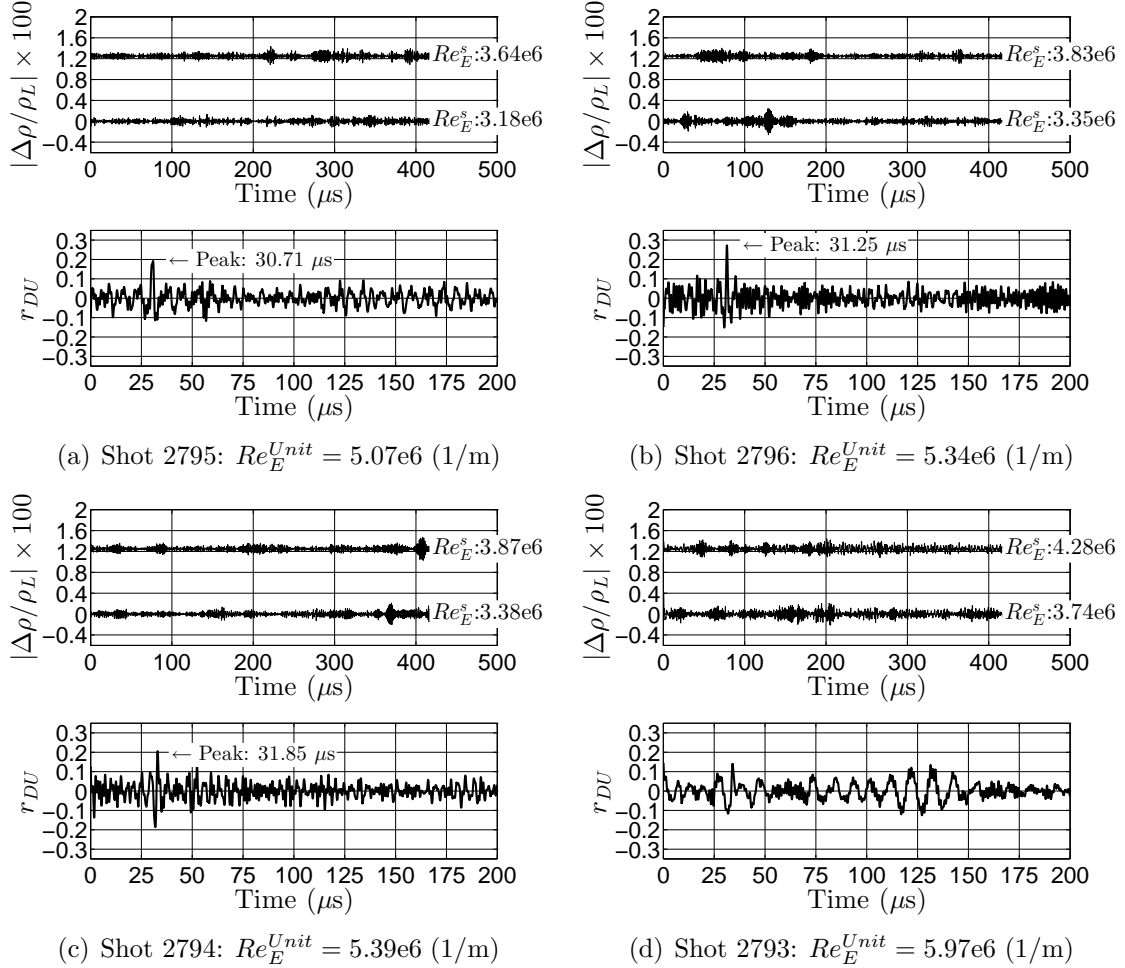 |Δρ/ρ_L| × 100
2
1.6
1.2
0.8
0.4
0
−0.4
Re_E^s:3.64e6
Re_E^s:3.18e6
0 100 200 300 400 500
Time (μs)
r_DU
0.3
0.2
0.1
0
−0.1
−0.2
−0.3
← Peak: 30.71 μs
0 25 50 75 100 125 150 175 200
Time (μs)
(a) Shot 2795: Re_E^Unit = 5.07e6 (1/m)
|Δρ/ρ_L| × 100
2
1.6
1.2
0.8
0.4
0
−0.4
Re_E^s:3.83e6
Re_E^s:3.35e6
0 100 200 300 400 500
Time (μs)
r_DU
0.3
0.2
0.1
0
−0.1
−0.2
−0.3
← Peak: 31.25 μs
0 25 50 75 100 125 150 175 200
Time (μs)
(b) Shot 2796: Re_E^Unit = 5.34e6 (1/m)
|Δρ/ρ_L| × 100
2
1.6
1.2
0.8
0.4
0
−0.4
Re_E^s:3.87e6
Re_E^s:3.38e6
0 100 200 300 400 500
Time (μs)
r_DU
0.3
0.2
0.1
0
−0.1
−0.2
−0.3
← Peak: 31.85 μs
0 25 50 75 100 125 150 175 200
Time (μs)
(c) Shot 2794: Re_E^Unit = 5.39e6 (1/m)
|Δρ/ρ_L| × 100
2
1.6
1.2
0.8
0.4
0
−0.4
Re_E^s:4.28e6
Re_E^s:3.74e6
0 100 200 300 400 500
Time (μs)
r_DU
0.3
0.2
0.1
0
−0.1
−0.2
−0.3
0 25 50 75 100 125 150 175 200
Time (μs)
(d) Shot 2793: Re_E^Unit = 5.97e6 (1/m)